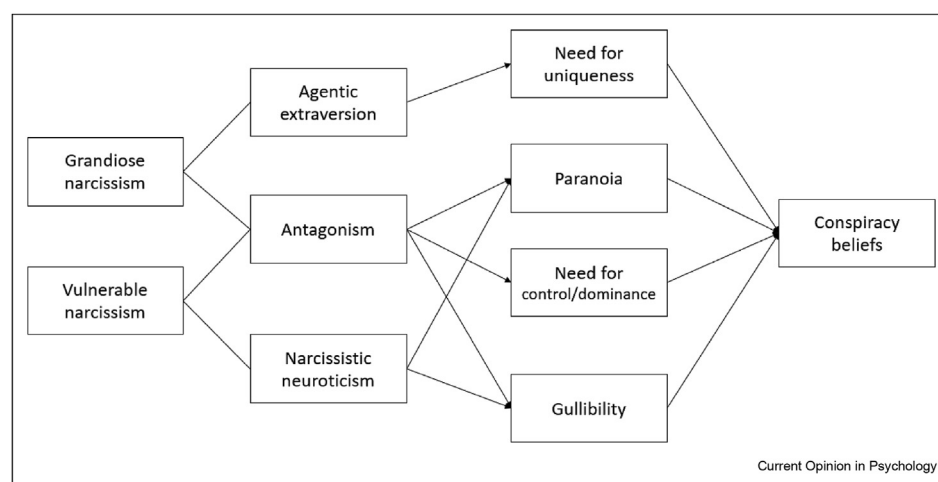 Need for
uniqueness
Agentic
extraversion
Grandiose
narcissism
Paranoia
Antagonism
Conspiracy
beliefs
Need for
control/dominance
Vulnerable
narcissism
Narcissistic
neuroticism
Gullibility
Current Opinion in Psychology